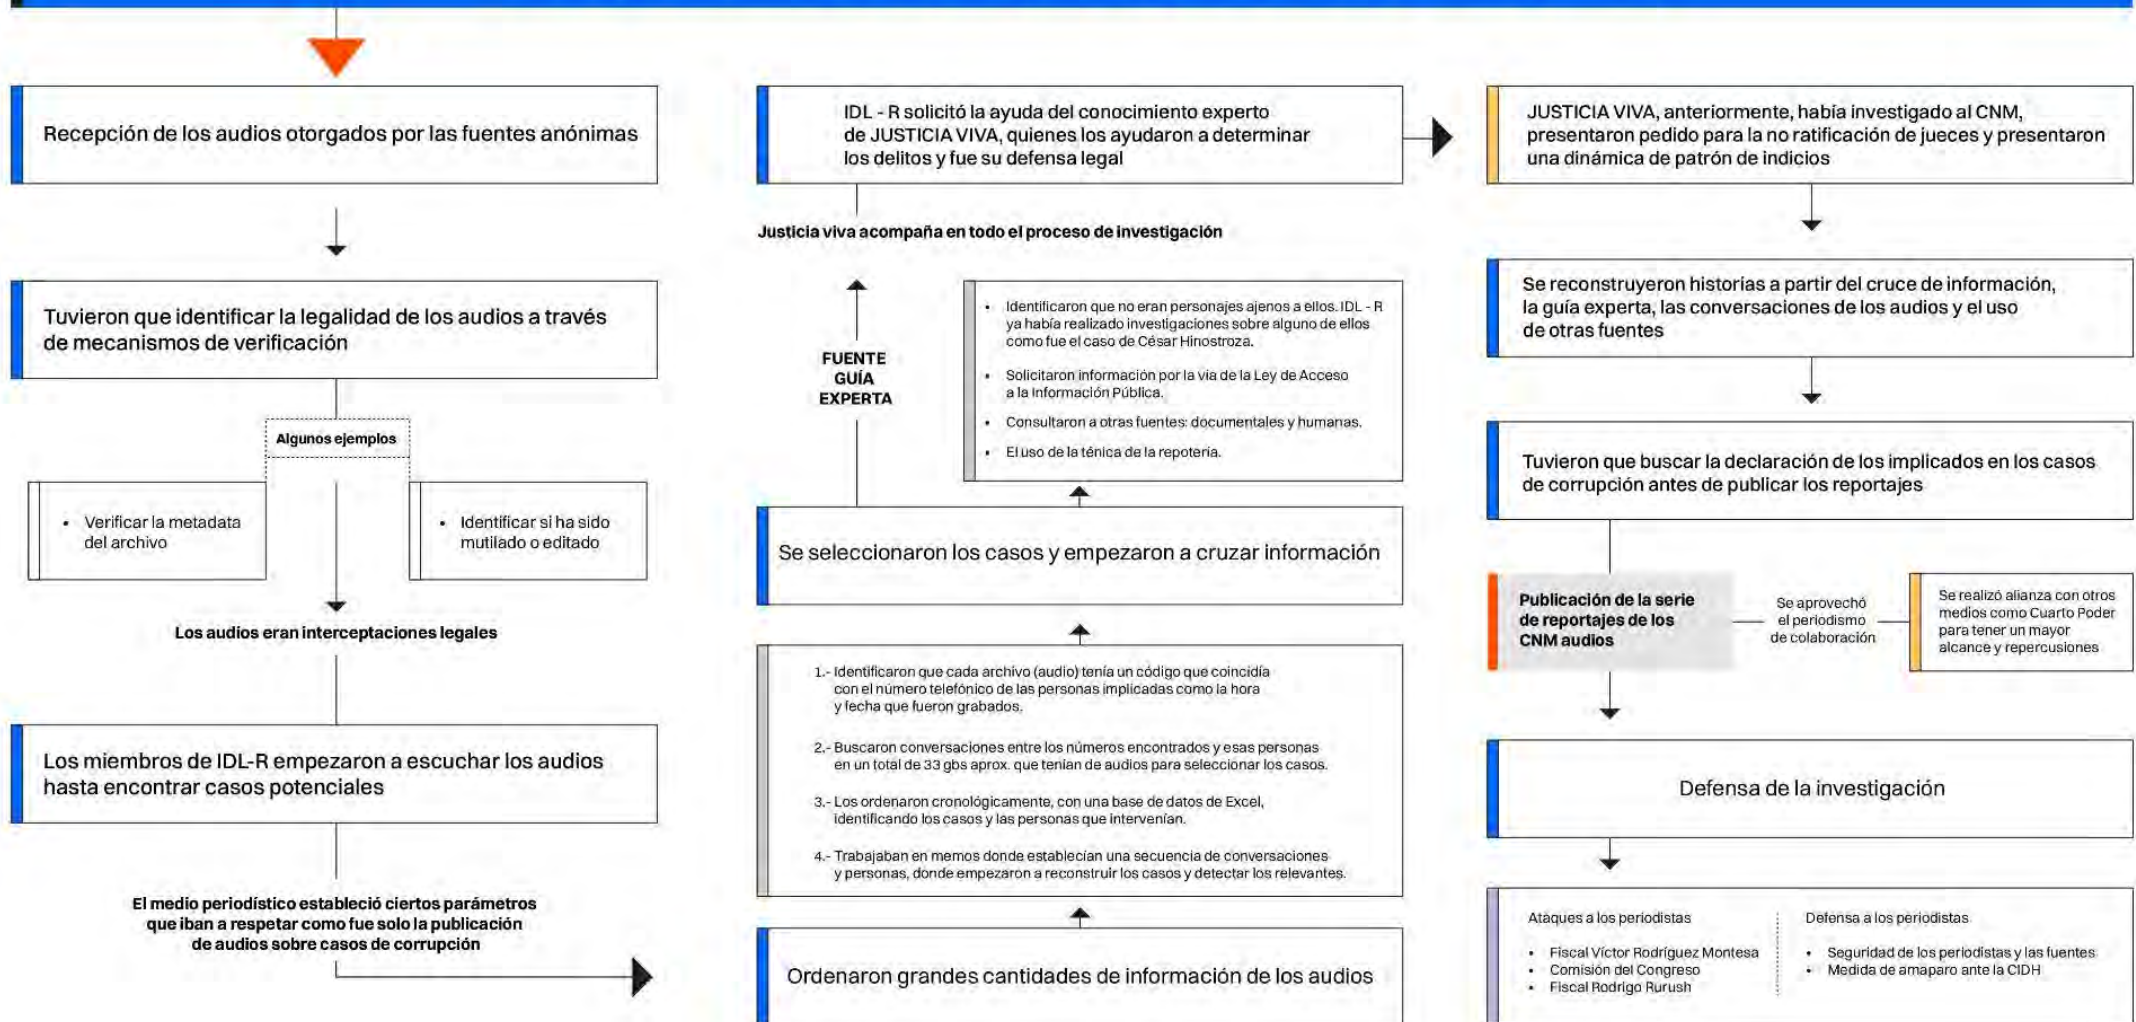 Recepción de los audios otorgados por las fuentes anónimas
Tuvieron que identificar la legalidad de los audios a través
de mecanismos de verificación
Algunos ejemplos
• Verificar la metadata
del archivo
• Identificar si ha sido
mutilado o editado
Los audios eran interceptaciones legales
Los miembros de IDL-R empezaron a escuchar los audios
hasta encontrar casos potenciales
El medio periodístico estableció ciertos parámetros
que iban a respetar como fue solo la publicación
de audios sobre casos de corrupción
Ordenaron grandes cantidades de información de los audios
1.- Identificaron que cada archivo (audio) tenía un código que coincidía
con el número telefónico de las personas implicadas como la hora
y fecha que fueron grabados.
2.- Buscaron conversaciones entre los números encontrados y esas personas
en un total de 33 gbs aprox. que tenían de audios para seleccionar los casos.
3.- Los ordenaron cronológicamente, con una base de datos de Excel,
identificando los casos y las personas que intervenían.
4.- Trabajaban en memos donde establecían una secuencia de conversaciones
y personas, donde empezaron a reconstruir los casos y detectar los relevantes.
Se seleccionaron los casos y empezaron a cruzar información
• Identificaron que no eran personajes ajenos a ellos. IDL - R
ya había realizado investigaciones sobre alguno de ellos
como fue el caso de César Hinostroza.
• Solicitaron información por la via de la Ley de Acceso
a la Información Pública.
• Consultaron a otras fuentes: documentales y humanas.
• El uso de la ténica de la repotería.
FUENTE
GUÍA
EXPERTA
Justicia viva acompaña en todo el proceso de investigación
IDL - R solicitó la ayuda del conocimiento experto
de JUSTICIA VIVA, quienes los ayudaron a determinar
los delitos y fue su defensa legal
JUSTICIA VIVA, anteriormente, había investigado al CNM,
presentaron pedido para la no ratificación de jueces y presentaron
una dinámica de patrón de indicios
Se reconstruyeron historias a partir del cruce de información,
la guía experta, las conversaciones de los audios y el uso
de otras fuentes
Tuvieron que buscar la declaración de los implicados en los casos
de corrupción antes de publicar los reportajes
Publicación de la serie
de reportajes de los
CNM audios
Se aprovechó
el periodismo
de colaboración
Se realizó alianza con otros
medios como Cuarto Poder
para tener un mayor
alcance y repercusiones
Defensa de la investigación
Ataques a los periodistas
• Fiscal Víctor Rodríguez Montesa
• Comisión del Congreso
• Fiscal Rodrigo Rurush
Defensa a los periodistas
• Seguridad de los periodistas y las fuentes
• Medida de amaparo ante la CIDH